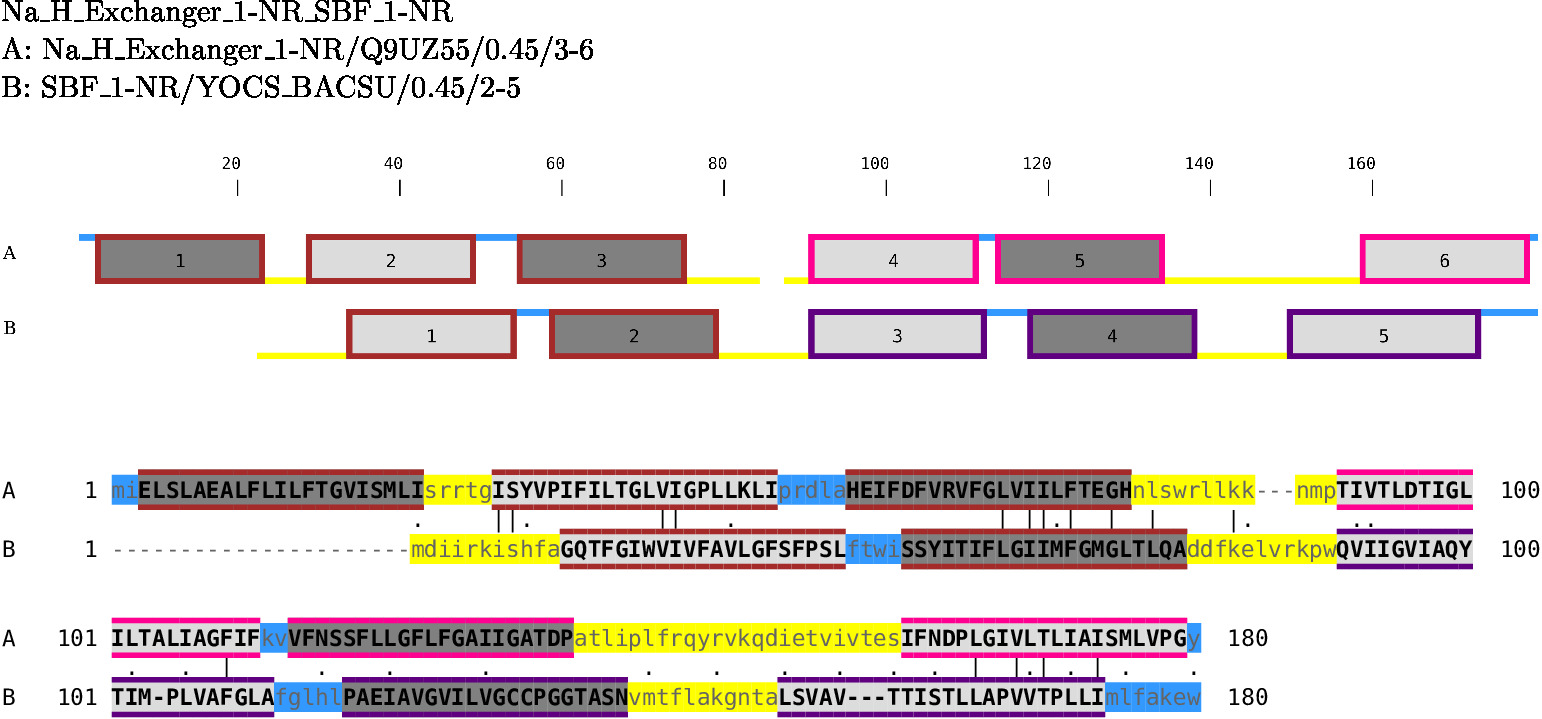 Na_H_Exchanger_1-NR_SBF_1-NR
A: Na_H_Exchanger_1-NR/Q9UZ55/0.45/3-6
B: SBF_1-NR/YOCS_BACSU/0.45/2-5
20 40 60 80 100 120 140 160
A 1 2 3 4 5 6
B 1 2 3 4 5
A 1 miELSLAEALFLILFTGVISMLIsrrtgISYVPIFILTGLVIGPLLKLIprdlaHEIFDFVRVFGLVIILFTEGHnlswrllkk---nmpTIVTLDTIGL 100
B 1 ----------------------mdiirkishfaGQTFGIWVIVFAVLGFSFPSLftwiSSYITIFLGIIMFGMGLTLQAddfkelvrkpwQVIIGVIAQY 100
A 101 ILTALIAGFIFkvVFNSSFLLGFLFGAIIGATDPatliplfrqyrvkqdietvivtesIFNDPLGIVLTLIAISMLVPGy 180
B 101 TIM-PLVAFGLAfglhlPAEIAVGVILVGCCPGGTASNvmtflakgntaLSVAV---TTISTLLAPVVTPLLImlfakew 180